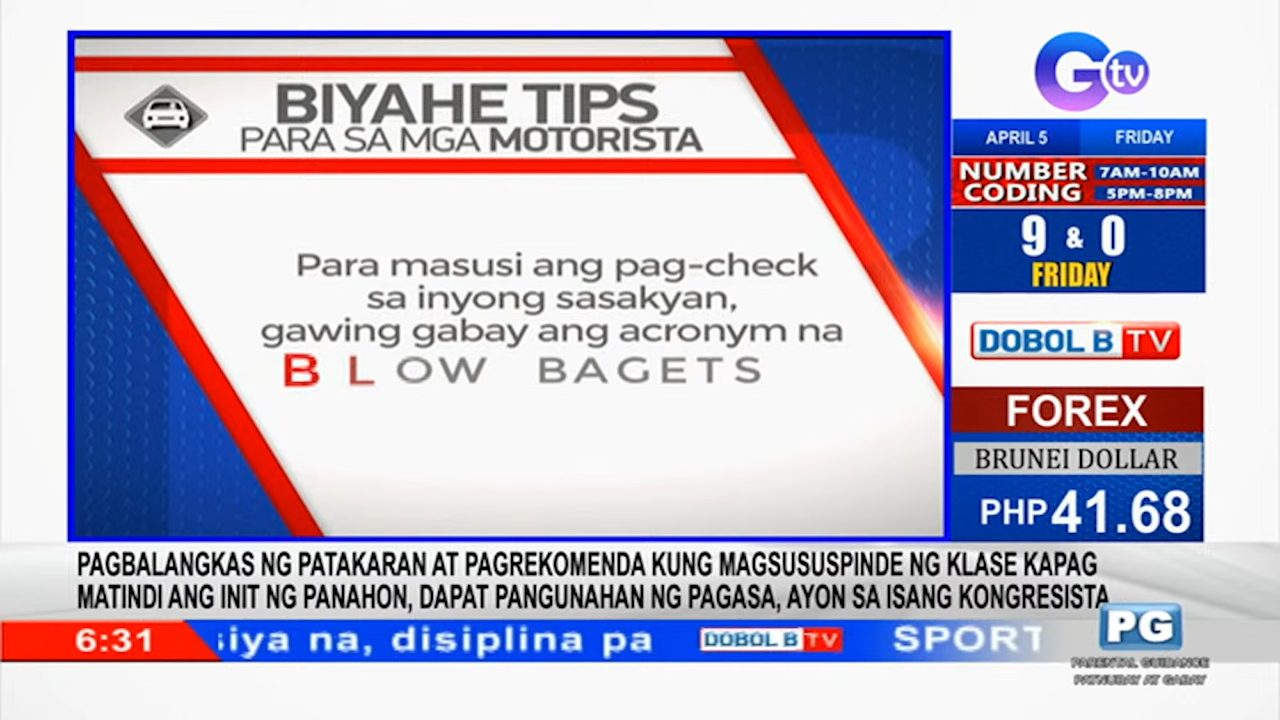 BIYAHE TIPS
PARA SA MGA MOTORISTA
Para masusi ang pag-check
sa inyong sasakyan,
gawing gabay ang acronym na
BLOW BAGETS
Gtv
APRIL 5 FRIDAY
NUMBER CODING 7AM-10AM 5PM-8PM
9 & 0
FRIDAY
DOBOL B TV
FOREX
BRUNEI DOLLAR
PHP 41.68
PAGBALANGKAS NG PATAKARAN AT PAGREKOMENDA KUNG MAGSUSUSPINDE NG KLASE KAPAG
MATINDI ANG INIT NG PANAHON, DAPAT PANGUNAHAN NG PAGASA, AYON SA ISANG KONGRESISTA
6:31 siya na, disiplina pa DOBOL B TV SPORT
PG
PARENTAL GUIDANCE
PATNUBAY AT GABAY